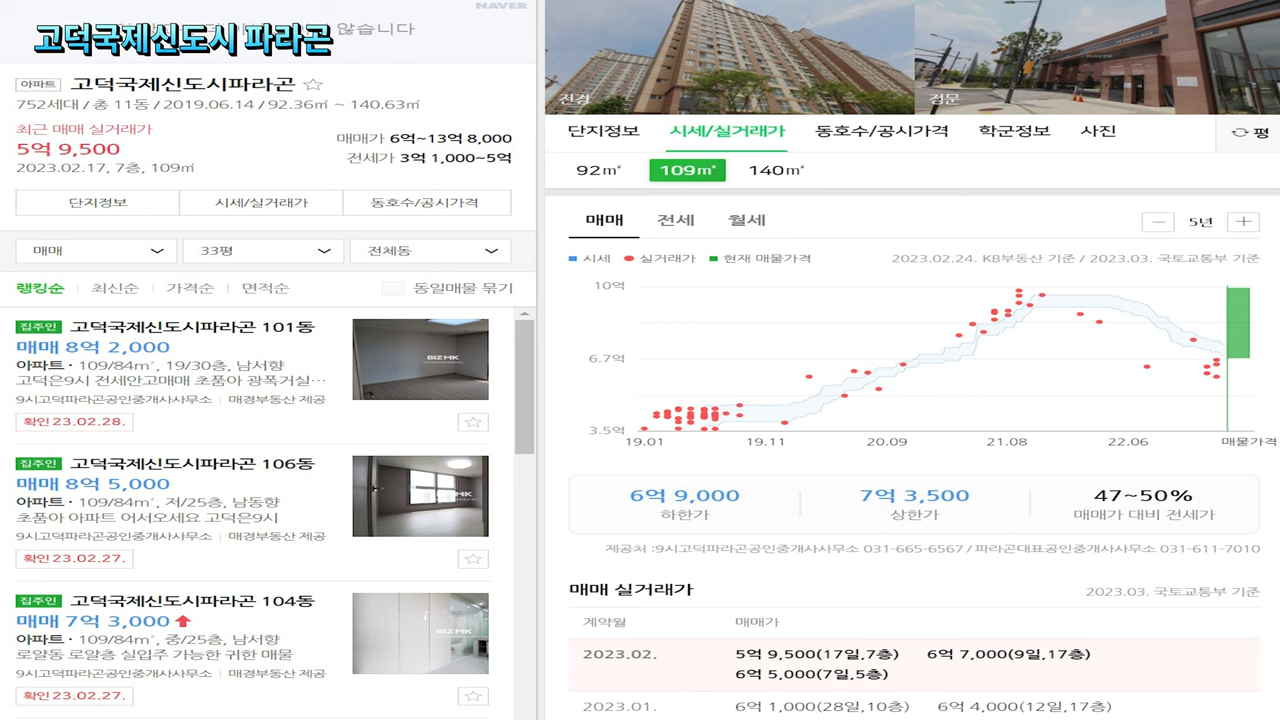 NAVER
않습니다
고덕국제신도시 파라곤
아파트 고덕국제신도시파라곤
752세대 / 총 11동 / 2019.06.14 / 92.36㎡ ~ 140.63㎡
최근 매매 실거래가
5억 9,500
2023.02.17, 7층, 109㎡
매매가 6억~13억 8,000
전세가 3억 1,000~5억
단지정보 시세/실거래가 동호수/공시가격
매매 33평 전체동
랭킹순 최신순 가격순 면적순 동일매물 묶기
집주인 고덕국제신도시파라곤 101동
매매 8억 2,000
아파트 · 109/84㎡, 19/30층, 남서향
고덕은9시 전세안고매매 초품아 광폭거실…
9시고덕파라곤공인중개사사무소 | 매경부동산 제공
확인 23.02.28.
BIZ MK
집주인 고덕국제신도시파라곤 106동
매매 8억 5,000
아파트 · 109/84㎡, 저/25층, 남동향
초품아 아파트 어서오세요 고덕은9시
9시고덕파라곤공인중개사사무소 | 매경부동산 제공
확인 23.02.27.
BIZ MK
집주인 고덕국제신도시파라곤 104동
매매 7억 3,000
아파트 · 109/84㎡, 중/25층, 남서향
로얄동 로얄층 실입주 가능한 귀한 매물
9시고덕파라곤공인중개사사무소 | 매경부동산 제공
확인 23.02.27.
BIZ MK
전경
정문
단지정보 시세/실거래가 동호수/공시가격 학군정보 사진 평
92㎡ 109㎡ 140㎡
매매 전세 월세
5년
시세 실거래가 현재 매물가격
2023.02.24. KB부동산 기준 / 2023.03. 국토교통부 기준
10억
6.7억
3.5억
19.01 19.11 20.09 21.08 22.06 매물가격
6억 9,000 7억 3,500 47~50%
하한가 상한가 매매가 대비 전세가
제공처 :9시고덕파라곤공인중개사사무소 031-665-6567 / 파라곤대표공인중개사사무소 031-611-7010
매매 실거래가
2023.03. 국토교통부 기준
계약월 매매가
2023.02. 5억 9,500(17일,7층) 6억 7,000(9일,17층)
6억 5,000(7일,5층)
2023.01. 6억 1,000(28일,10층) 6억 4,000(12일,17층)